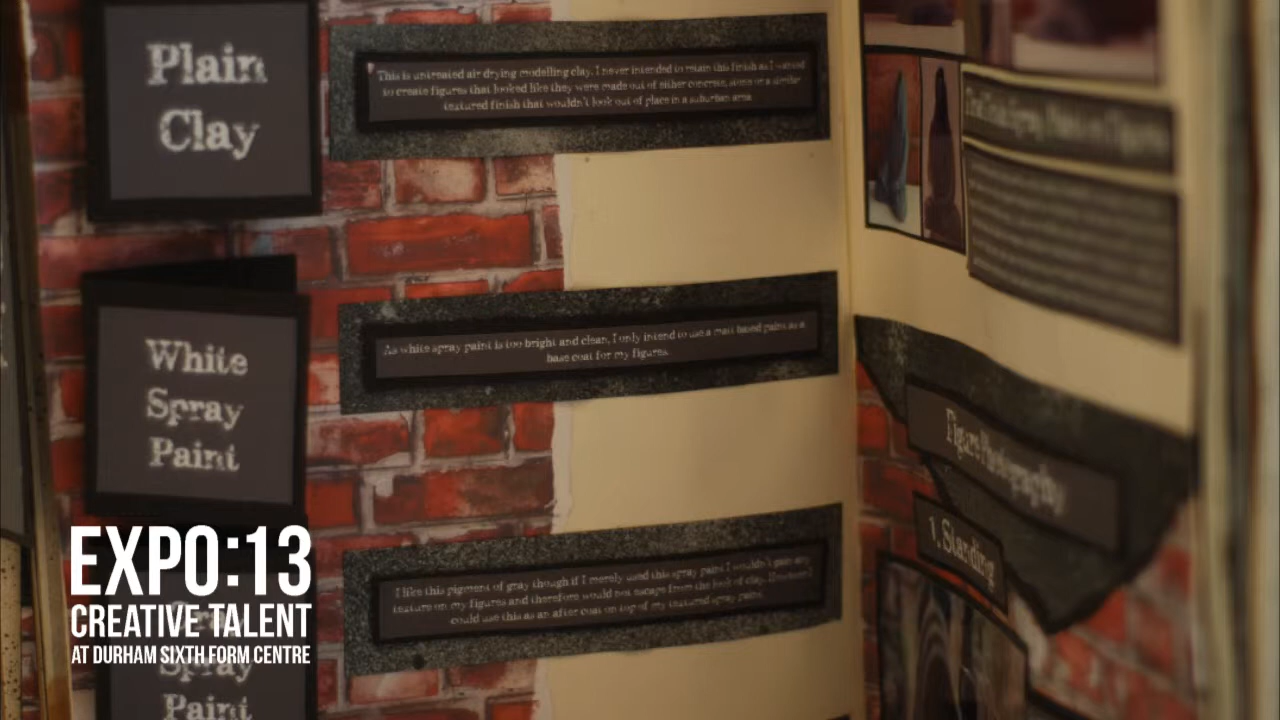 Plain
Clay
This is untreated air drying modelling clay. I never intended to retain this finish as I wanted
to create figures that looked like they were made out of either concrete, stone or a similar
textured finish that wouldn't look out of place in a suburban area
White
Spray
Paint
As white spray paint is too bright and clean, I only intend to use a matt based paint as a
base coat for my figures.
I like this pigment of gray though if I merely used this spray paint I wouldn't gain any
texture on my figures and therefore would not escape from the look of clay. However I
could use this as an after coat on top of my textured spray paint.
Spray
Paint
Figure Photography
1. Standing
EXPO:13
CREATIVE TALENT
AT DURHAM SIXTH FORM CENTRE